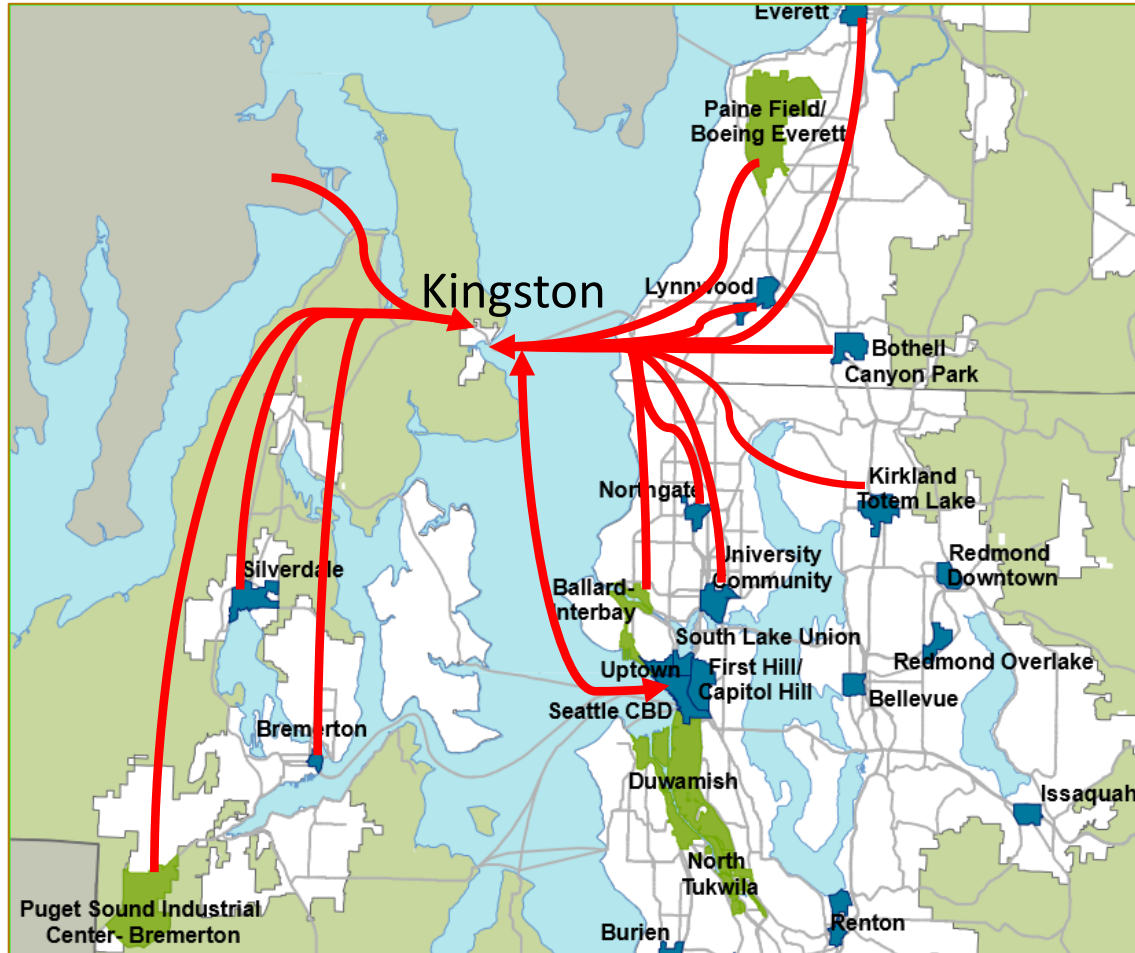 Everett
Paine Field/
Boeing Everett
Kingston
Lynnwood
Bothell
Canyon Park
Kirkland
Totem Lake
Northgate
Silverdale
University
Community
Redmond
Downtown
Ballard-
Interbay
South Lake Union
Uptown
First Hill/
Capitol Hill
Redmond Overlake
Bellevue
Seattle CBD
Bremerton
Duwamish
Issaquah
North
Tukwila
Puget Sound Industrial
Center- Bremerton
Renton
Burien